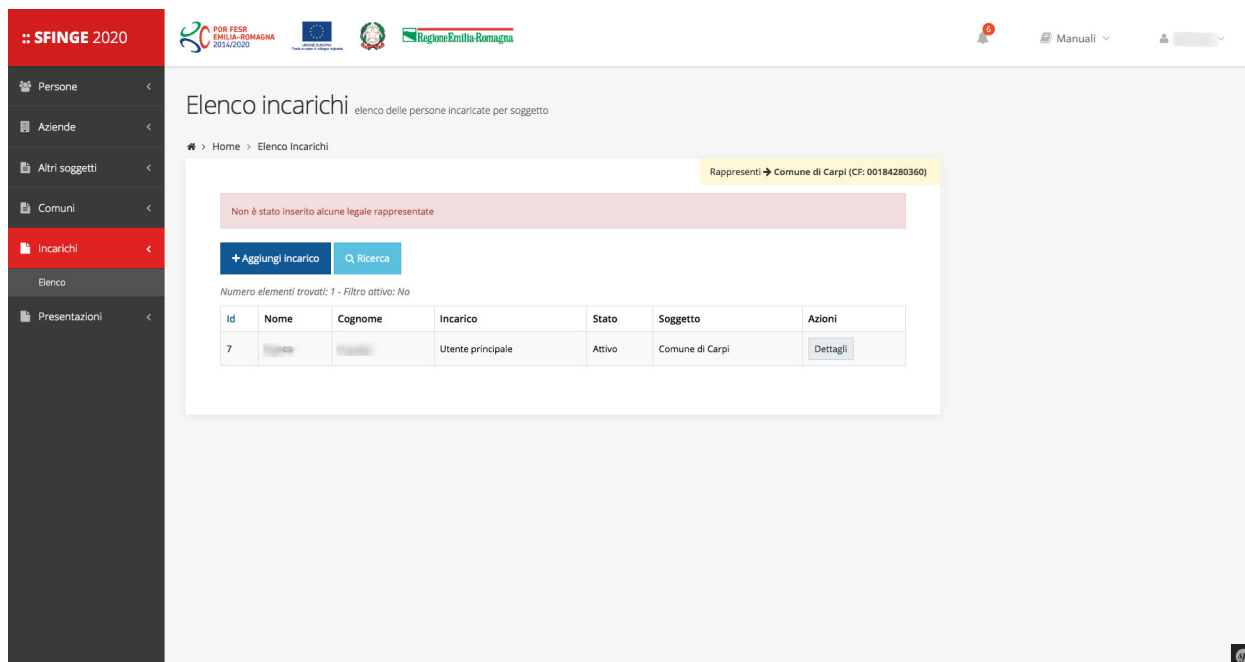 :: SFINGE 2020
POR FESR
EMILIA-ROMAGNA
2014/2020
UNIONE EUROPEA
RegioneEmilia-Romagna
6
Manuali
Persone
Aziende
Altri soggetti
Comuni
Incarichi
Elenco
Presentazioni
Elenco incarichi elenco delle persone incaricate per soggetto
> Home > Elenco Incarichi
Rappresenti → Comune di Carpi (CF: 00184280360)
Non è stato inserito alcune legale rappresentate
+ Aggiungi incarico Ricerca
Numero elementi trovati: 1 - Filtro attivo: No
Id Nome Cognome Incarico Stato Soggetto Azioni
7 Utente principale Attivo Comune di Carpi Dettagli